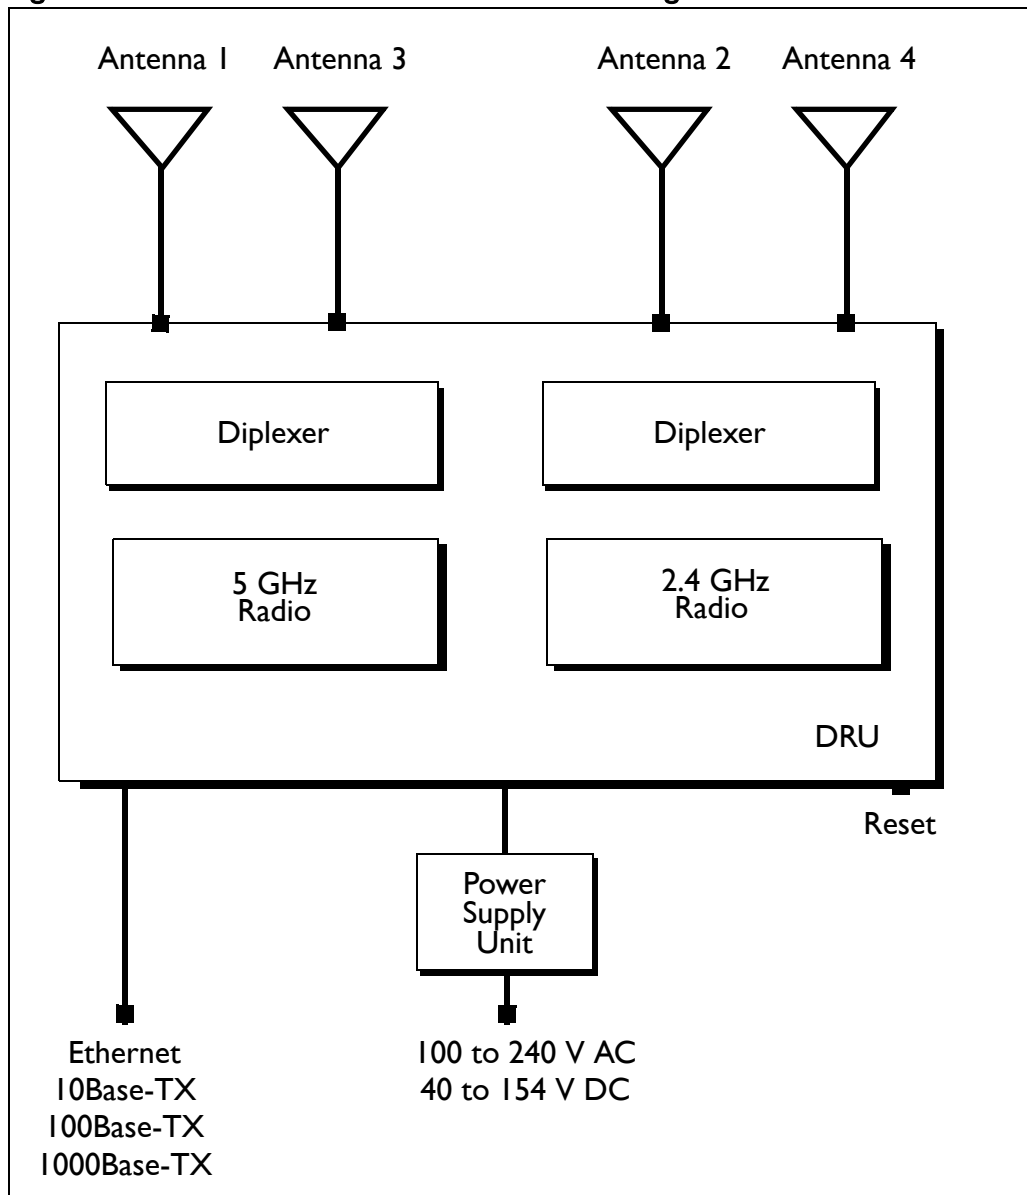 Antenna 1
Antenna 3
Antenna 2
Antenna 4
Diplexer
Diplexer
5 GHz
Radio
2.4 GHz
Radio
DRU
Reset
Power
Supply
Unit
Ethernet
10Base-TX
100Base-TX
1000Base-TX
100 to 240 V AC
40 to 154 V DC